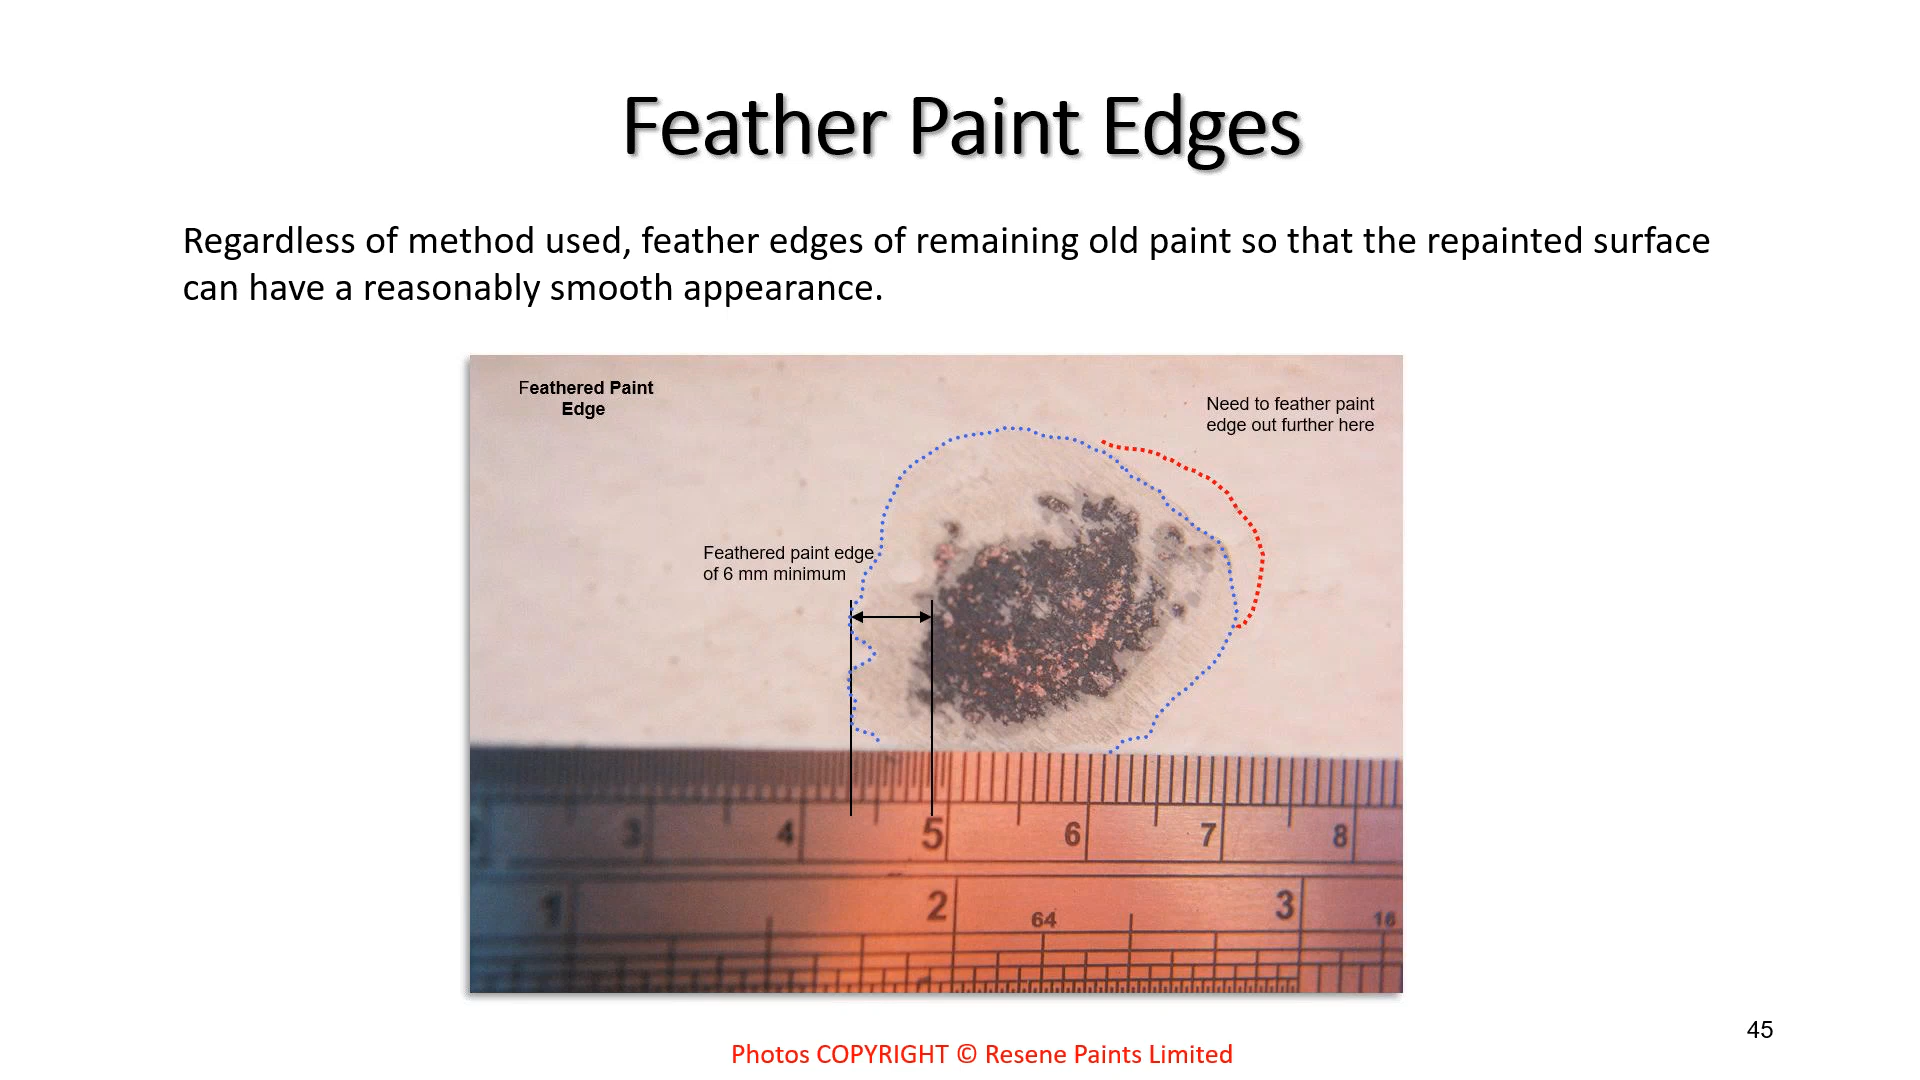 Feather Paint Edges
Regardless of method used, feather edges of remaining old paint so that the repainted surface
can have a reasonably smooth appearance.
Feathered Paint
Edge
Need to feather paint
edge out further here
Feathered paint edge
of 6 mm minimum
3 4 5 6 7 8
1 2 64 3 16
45
Photos COPYRIGHT © Resene Paints Limited